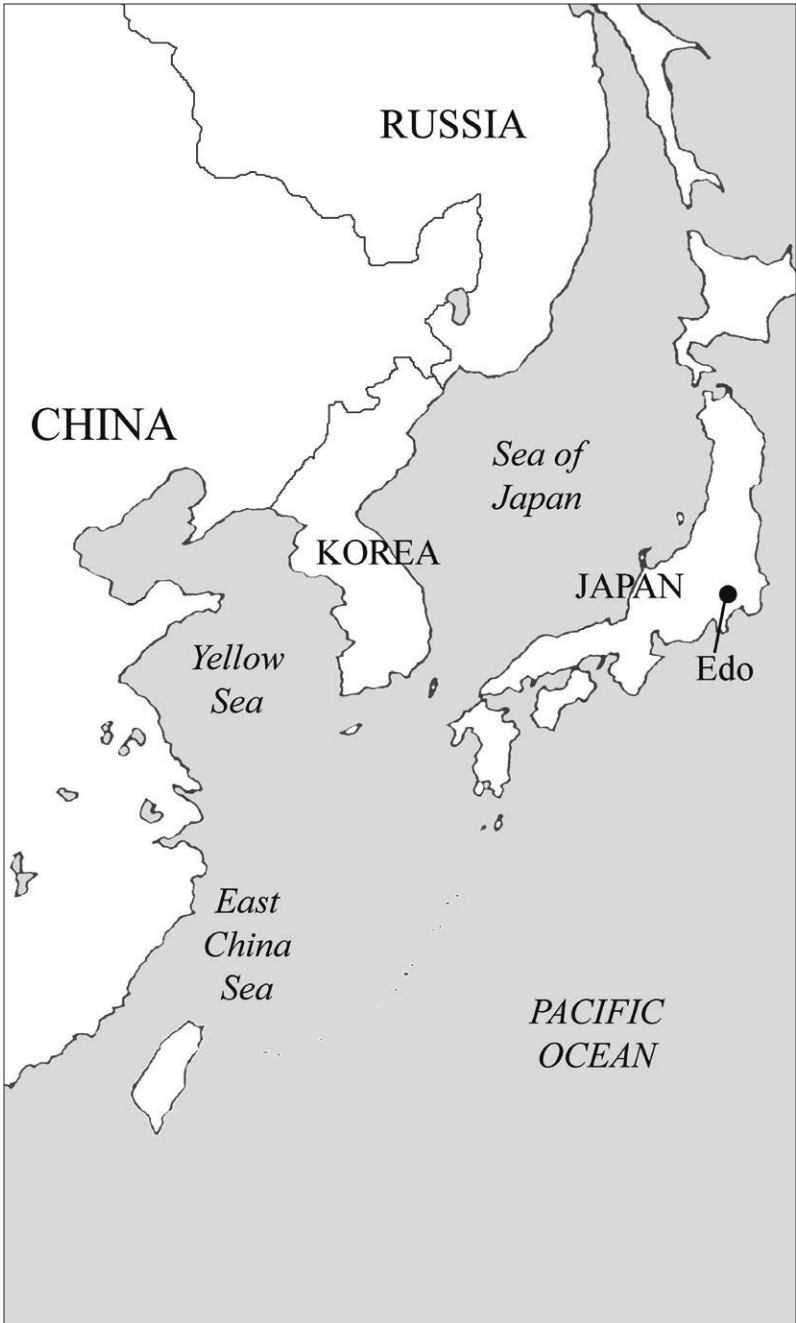 RUSSIA
CHINA
Sea of
Japan
KOREA
JAPAN
Edo
Yellow
Sea
East
China
Sea
PACIFIC
OCEAN